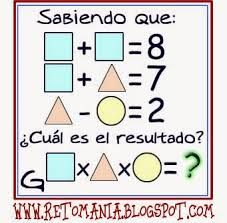 Sabiendo que:
+ = 8
+ = 7
- = 2
¿Cuál es el resultado?
x x = ?
G
WWW.RETOMANIA.BLOGSPOT.COM